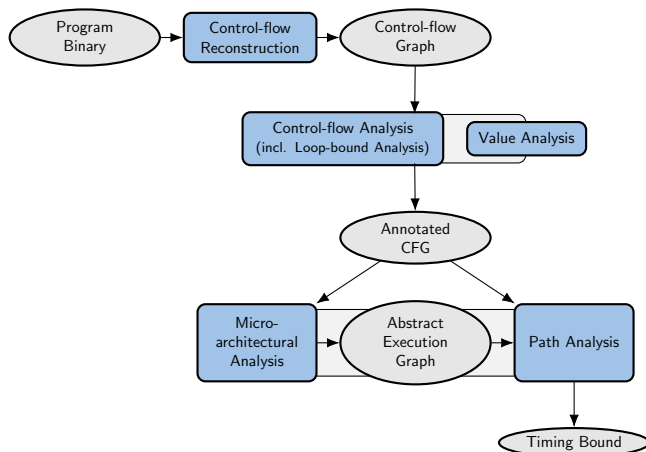 Program
Binary
Control-flow
Reconstruction
Control-flow
Graph
Control-flow Analysis
(incl. Loop-bound Analysis)
Value Analysis
Annotated
CFG
Micro-
architectural
Analysis
Abstract
Execution
Graph
Path Analysis
Timing Bound